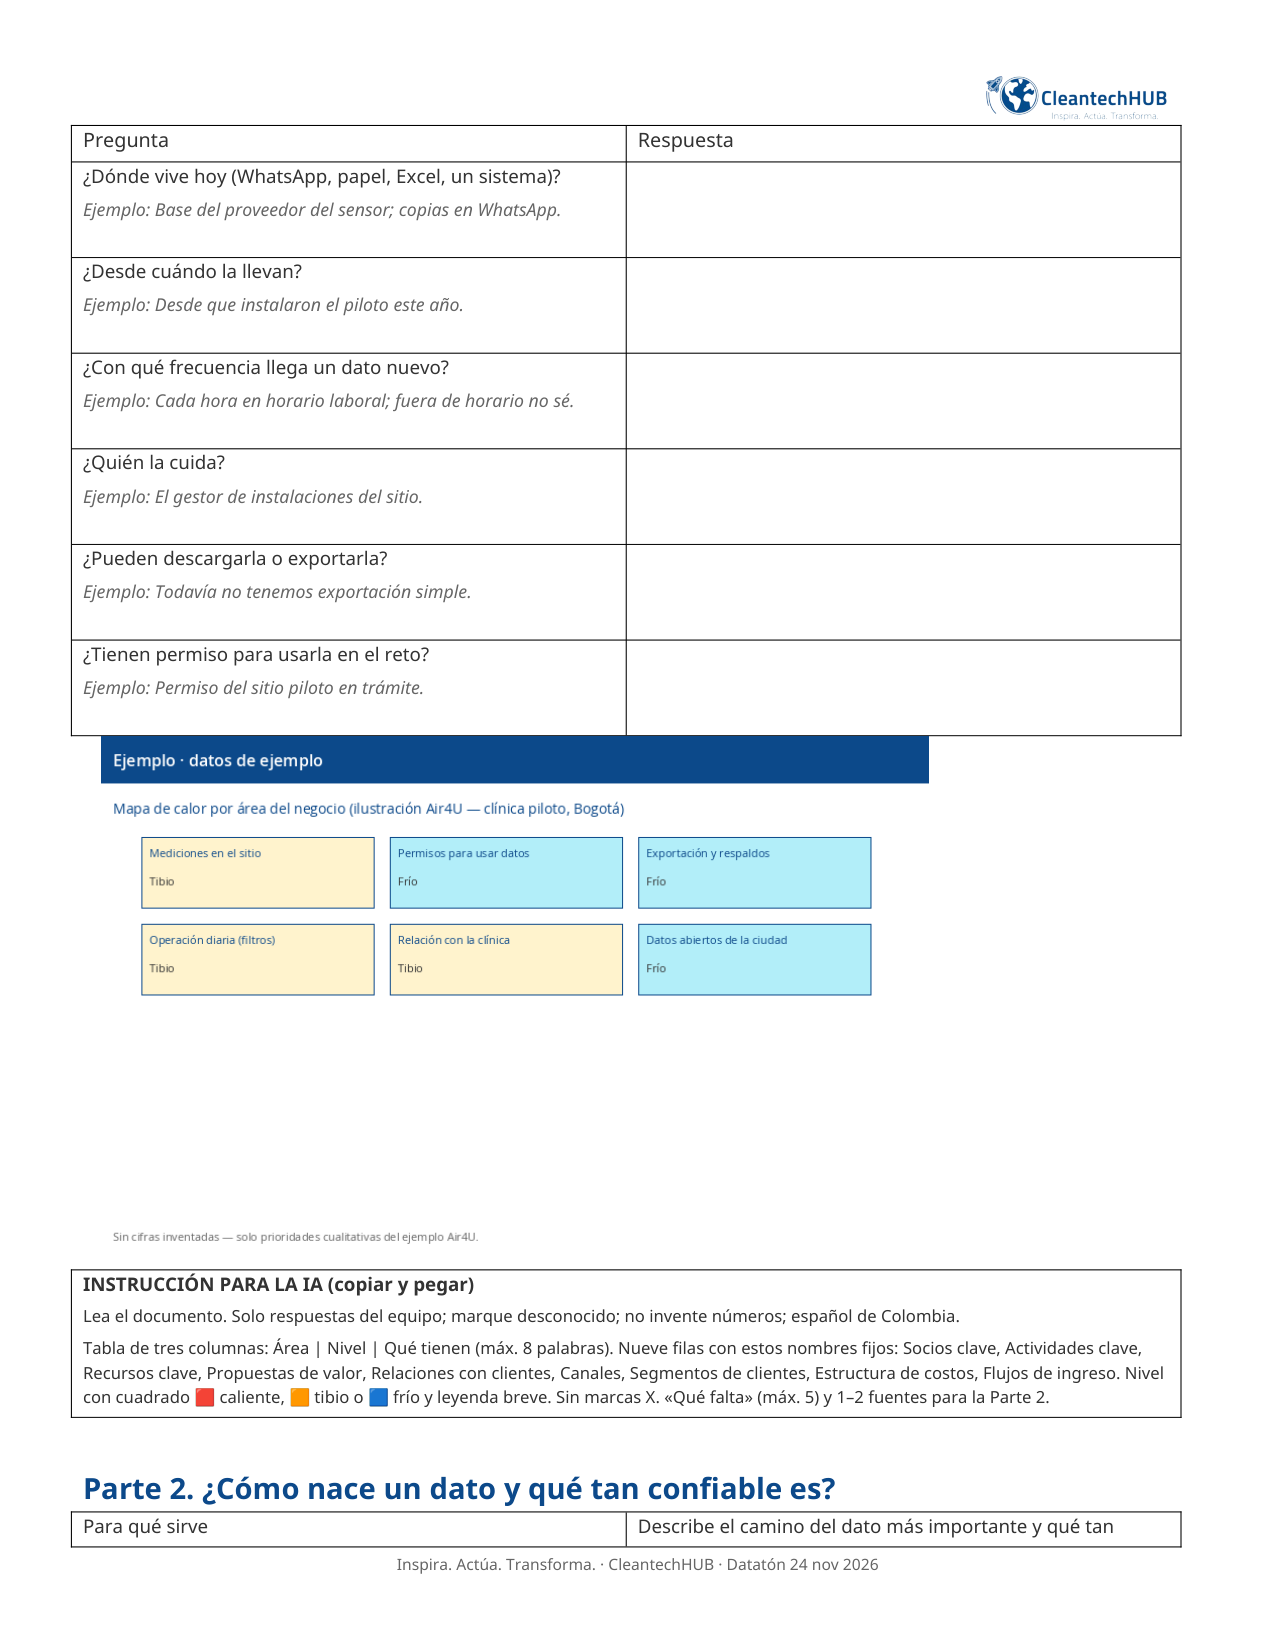 CleantechHUB
Inspira. Actúa. Transforma.
Pregunta
Respuesta
¿Dónde vive hoy (WhatsApp, papel, Excel, un sistema)?
Ejemplo: Base del proveedor del sensor; copias en WhatsApp.
¿Desde cuándo la llevan?
Ejemplo: Desde que instalaron el piloto este año.
¿Con qué frecuencia llega un dato nuevo?
Ejemplo: Cada hora en horario laboral; fuera de horario no sé.
¿Quién la cuida?
Ejemplo: El gestor de instalaciones del sitio.
¿Pueden descargarla o exportarla?
Ejemplo: Todavía no tenemos exportación simple.
¿Tienen permiso para usarla en el reto?
Ejemplo: Permiso del sitio piloto en trámite.
Ejemplo · datos de ejemplo
Mapa de calor por área del negocio (ilustración Air4U — clínica piloto, Bogotá)
Mediciones en el sitio
Tibio
Permisos para usar datos
Frío
Exportación y respaldos
Frío
Operación diaria (filtros)
Tibio
Relación con la clínica
Tibio
Datos abiertos de la ciudad
Frío
Sin cifras inventadas — solo prioridades cualitativas del ejemplo Air4U.
INSTRUCCIÓN PARA LA IA (copiar y pegar)
Lea el documento. Solo respuestas del equipo; marque desconocido; no invente números; español de Colombia.
Tabla de tres columnas: Área | Nivel | Qué tienen (máx. 8 palabras). Nueve filas con estos nombres fijos: Socios clave, Actividades clave,
Recursos clave, Propuestas de valor, Relaciones con clientes, Canales, Segmentos de clientes, Estructura de costos, Flujos de ingreso. Nivel
con cuadrado 🟥 caliente, 🟧 tibio o 🟦 frío y leyenda breve. Sin marcas X. «Qué falta» (máx. 5) y 1–2 fuentes para la Parte 2.
Parte 2. ¿Cómo nace un dato y qué tan confiable es?
Para qué sirve
Describe el camino del dato más importante y qué tan
Inspira. Actúa. Transforma. · CleantechHUB · Datatón 24 nov 2026